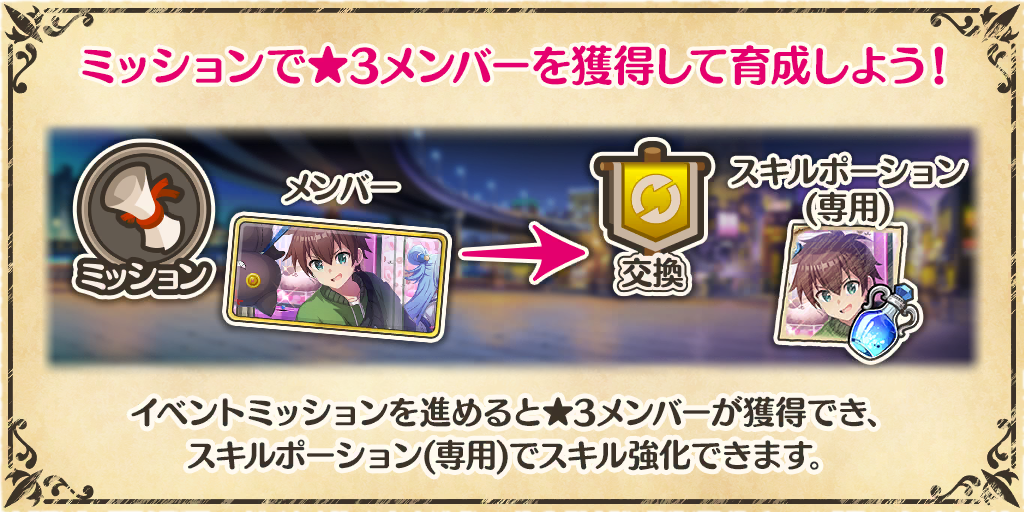 ミッションで★3メンバーを獲得して育成しよう!
ミッション
メンバー
交換
スキルポーション
(専用)
イベントミッションを進めると★3メンバーが獲得でき、
スキルポーション(専用)でスキル強化できます。